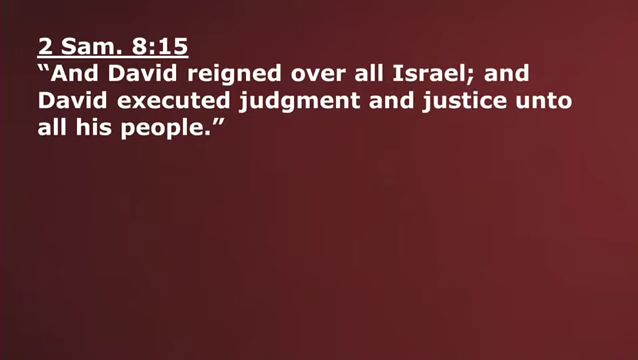 2 Sam. 8:15
“And David reigned over all Israel; and
David executed judgment and justice unto
all his people.”